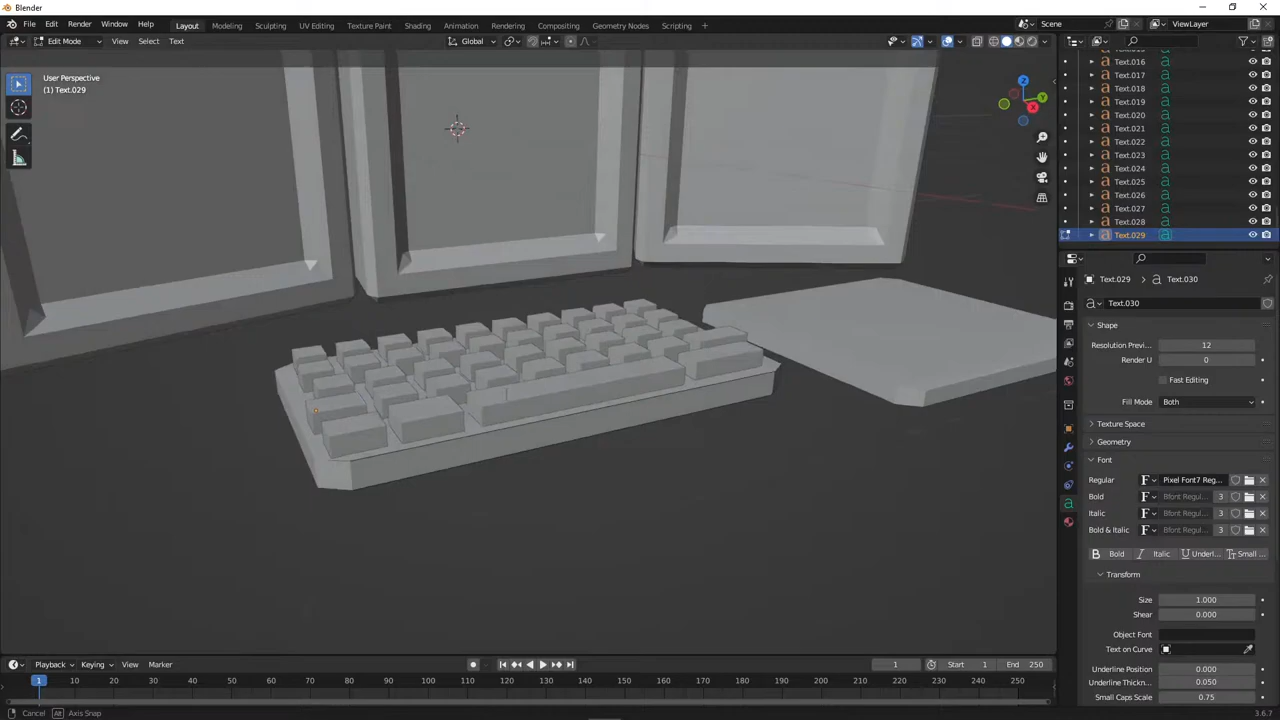 Blender
File Edit Render Window Help Layout Modeling Sculpting UV Editing Texture Paint Shading Animation Rendering Compositing Geometry Nodes Scripting + Scene ViewLayer
Edit Mode View Select Text Global
User Perspective
(1) Text.029
Text.016
Text.017
Text.018
Text.019
Text.020
Text.021
Text.022
Text.023
Text.024
Text.025
Text.026
Text.027
Text.028
Text.029
Z
Y
X
Text.029 > Text.030
Text.030
Shape
Resolution Previ... 12
Render U 0
Fast Editing
Fill Mode Both
Texture Space
Geometry
Font
Regular Pixel Font7 Reg...
Bold Bfont Regul... 3
Italic Bfont Regul... 3
Bold & Italic Bfont Regul... 3
B Bold I Italic U Underl... Tt Small ...
Transform
Size 1.000
Shear 0.000
Object Font
Text on Curve
Underline Position 0.000
Underline Thickn... 0.050
Small Caps Scale 0.75
Playback Keying View Marker 1 Start 1 End 250
1 10 20 30 40 50 60 70 80 90 100 110 120 130 140 150 160 170 180 190 200 210 220 230 240 250
Cancel Alt Axis Snap 3.6.7